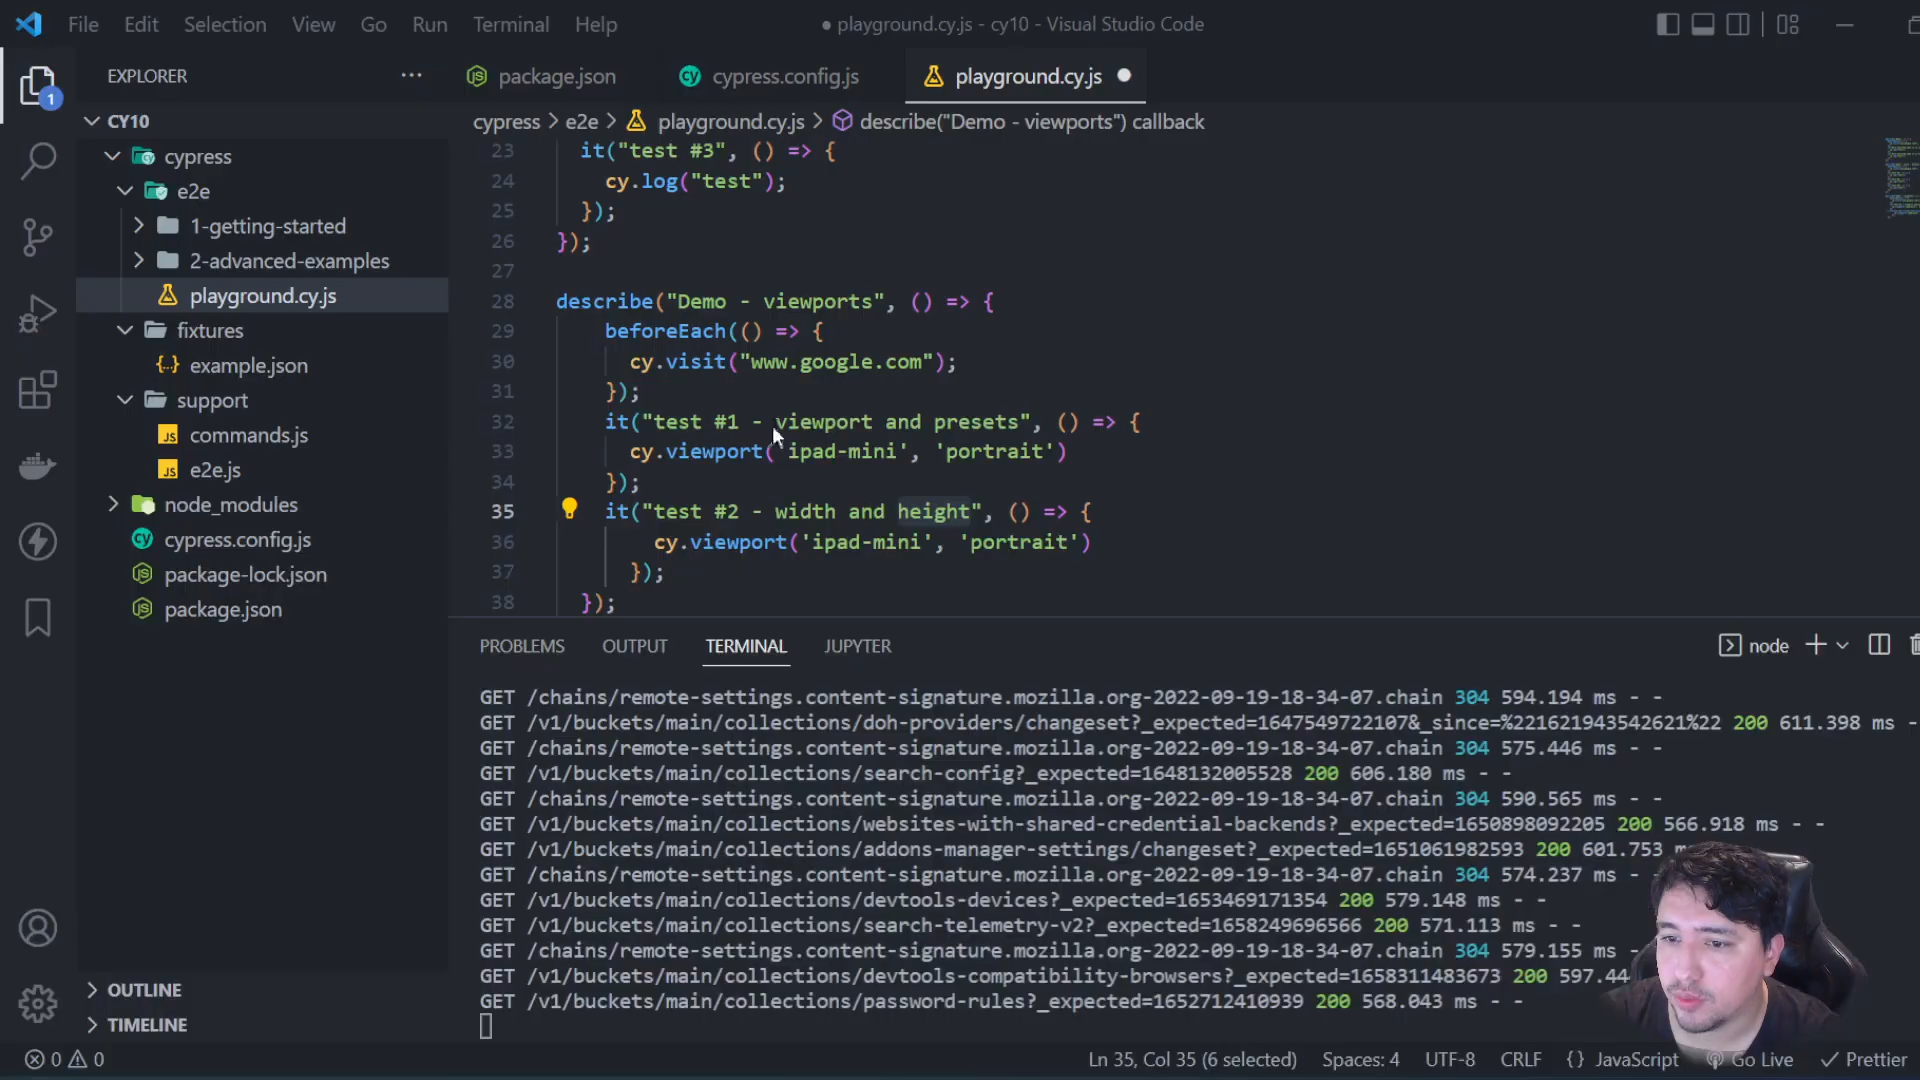 File Edit Selection View Go Run Terminal Help
● playground.cy.js - cy10 - Visual Studio Code
EXPLORER ···
package.json
cypress.config.js
playground.cy.js ●
1
CY10
cypress
e2e
1-getting-started
2-advanced-examples
playground.cy.js
fixtures
example.json
support
commands.js
e2e.js
node_modules
cypress.config.js
package-lock.json
package.json
OUTLINE
TIMELINE
cypress > e2e > playground.cy.js > describe("Demo - viewports") callback
23 it("test #3", () => {
24 cy.log("test");
25 });
26 });
27
28 describe("Demo - viewports", () => {
29 beforeEach(() => {
30 cy.visit("www.google.com");
31 });
32 it("test #1 - viewport and presets", () => {
33 cy.viewport('ipad-mini', 'portrait')
34 });
35 it("test #2 - width and height", () => {
36 cy.viewport('ipad-mini', 'portrait')
37 });
38 });
PROBLEMS OUTPUT TERMINAL JUPYTER
node
GET /chains/remote-settings.content-signature.mozilla.org-2022-09-19-18-34-07.chain 304 594.194 ms - -
GET /v1/buckets/main/collections/doh-providers/changeset?_expected=1647549722107&_since=%221621943542621%22 200 611.398 ms -
GET /chains/remote-settings.content-signature.mozilla.org-2022-09-19-18-34-07.chain 304 575.446 ms - -
GET /v1/buckets/main/collections/search-config?_expected=1648132005528 200 606.180 ms - -
GET /chains/remote-settings.content-signature.mozilla.org-2022-09-19-18-34-07.chain 304 590.565 ms - -
GET /v1/buckets/main/collections/websites-with-shared-credential-backends?_expected=1650898092205 200 566.918 ms - -
GET /v1/buckets/main/collections/addons-manager-settings/changeset?_expected=1651061982593 200 601.753
GET /chains/remote-settings.content-signature.mozilla.org-2022-09-19-18-34-07.chain 304 574.237 ms -
GET /v1/buckets/main/collections/devtools-devices?_expected=1653469171354 200 579.148 ms - -
GET /v1/buckets/main/collections/search-telemetry-v2?_expected=1658249696566 200 571.113 ms - -
GET /chains/remote-settings.content-signature.mozilla.org-2022-09-19-18-34-07.chain 304 579.155 ms -
GET /v1/buckets/main/collections/devtools-compatibility-browsers?_expected=1658311483673 200 597.44
GET /v1/buckets/main/collections/password-rules?_expected=1652712410939 200 568.043 ms - -
0 0
Ln 35, Col 35 (6 selected) Spaces: 4 UTF-8 CRLF {} JavaScript Go Live ✓ Prettier